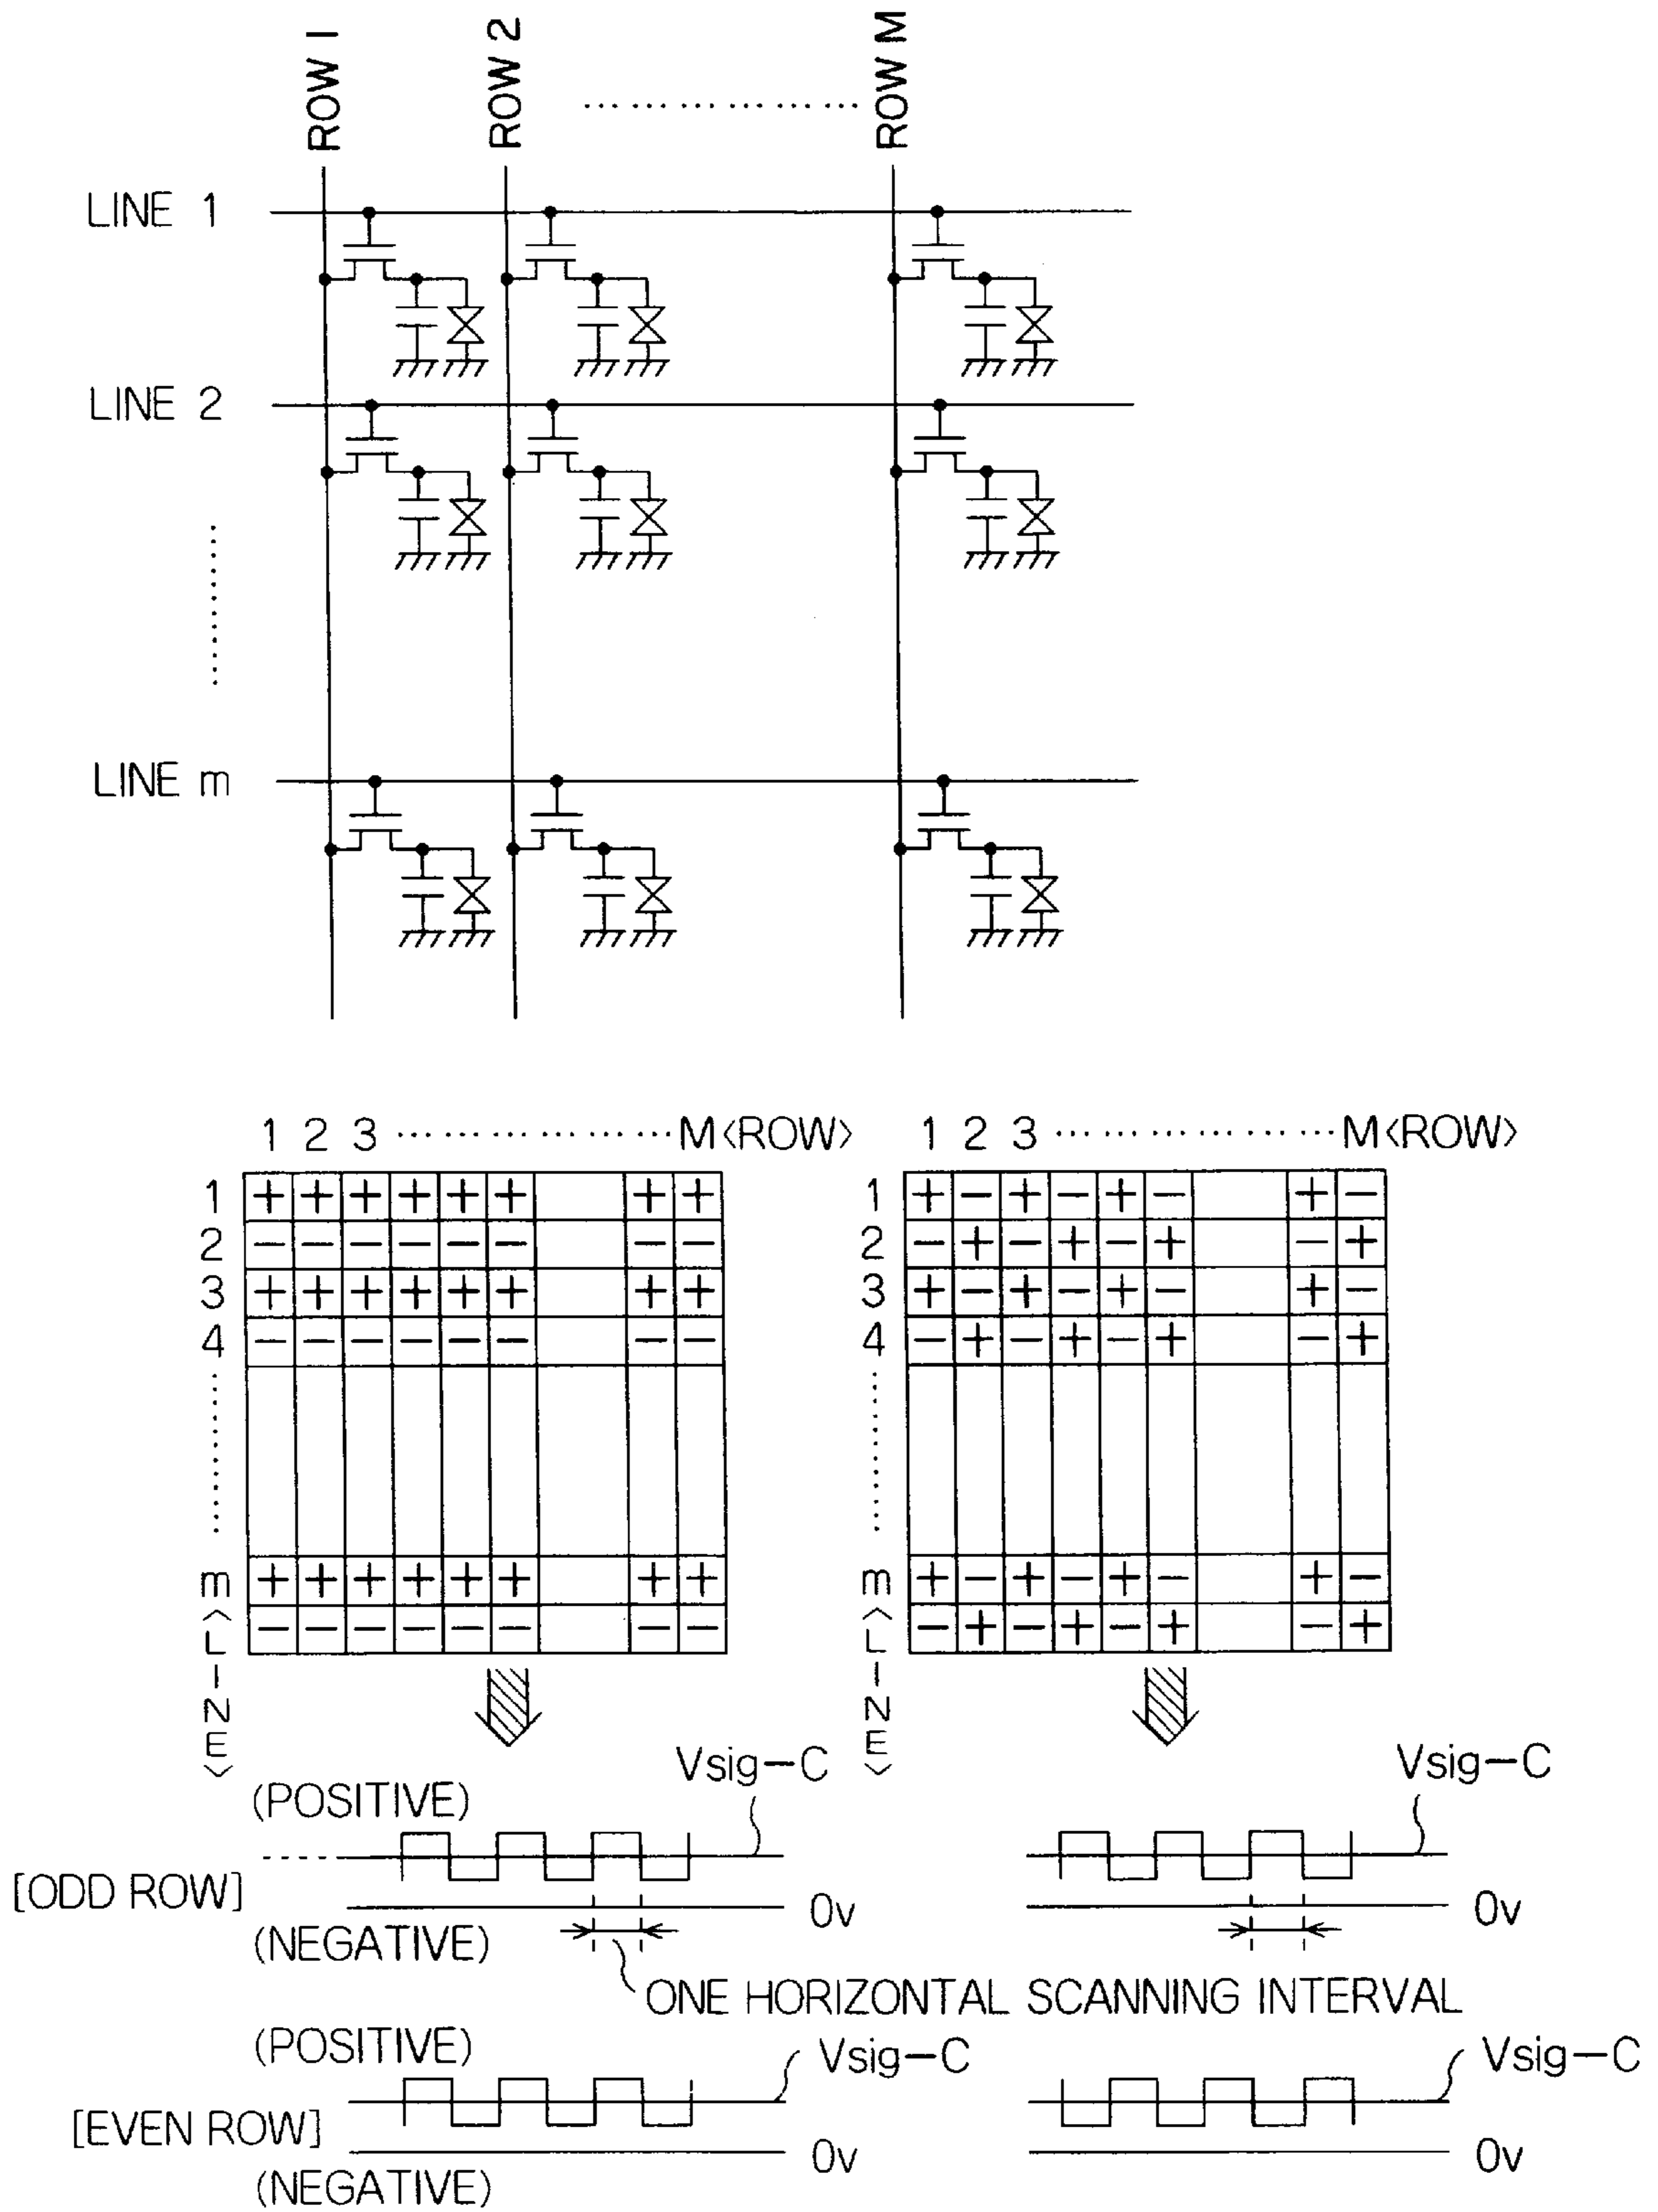 ROW 1
ROW 2
ROW M
LINE 1
LINE 2
LINE m
1 2 3 M<ROW>
1 + + + + + + + +
2 − − − − − − − −
3 + + + + + + + +
4 − − − − − − − −
m + + + + + + + +
− − − − − − − −
<LINE>
1 2 3 M<ROW>
1 + − + − + − + −
2 − + − + − + − +
3 + − + − + − + −
4 − + − + − + − +
m + − + − + − + −
− + − + − + − +
<LINE>
(POSITIVE) Vsig−C Vsig−C
[ODD ROW] 0v 0v
(NEGATIVE)
ONE HORIZONTAL SCANNING INTERVAL
(POSITIVE) Vsig−C Vsig−C
[EVEN ROW] 0v 0v
(NEGATIVE)